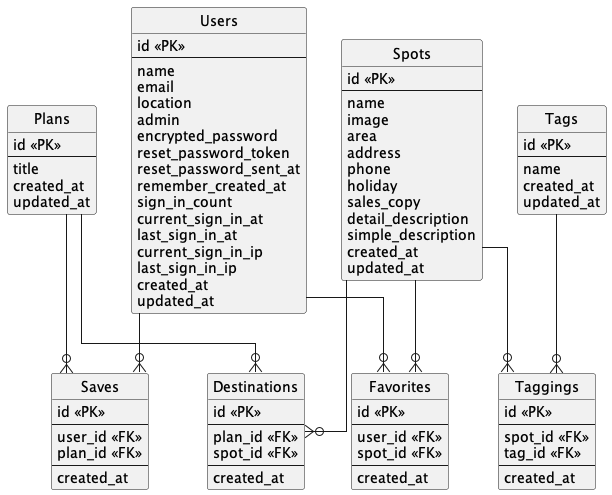 Users
id «PK»
name
email
location
admin
encrypted_password
reset_password_token
reset_password_sent_at
remember_created_at
sign_in_count
current_sign_in_at
last_sign_in_at
current_sign_in_ip
last_sign_in_ip
created_at
updated_at
Spots
id «PK»
name
image
area
address
phone
holiday
sales_copy
detail_description
simple_description
created_at
updated_at
Plans
id «PK»
title
created_at
updated_at
Tags
id «PK»
name
created_at
updated_at
Saves
id «PK»
user_id «FK»
plan_id «FK»
created_at
Destinations
id «PK»
plan_id «FK»
spot_id «FK»
created_at
Favorites
id «PK»
user_id «FK»
spot_id «FK»
created_at
Taggings
id «PK»
spot_id «FK»
tag_id «FK»
created_at